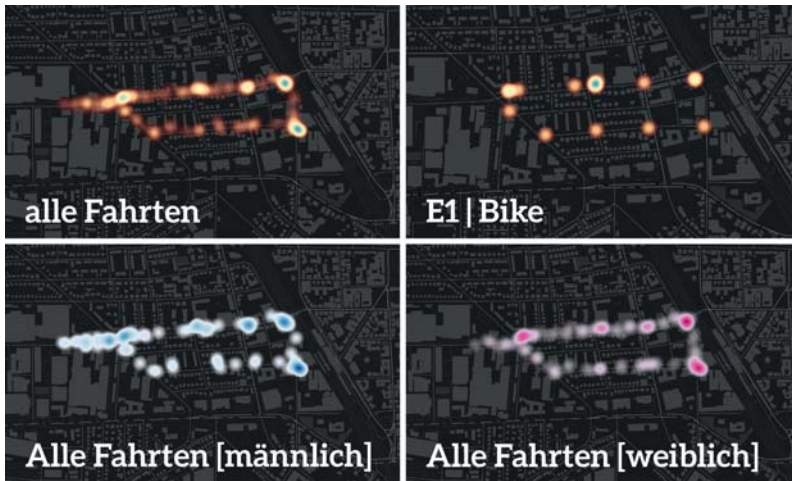 alle Fahrten
E1 | Bike
Alle Fahrten [männlich]
Alle Fahrten [weiblich]